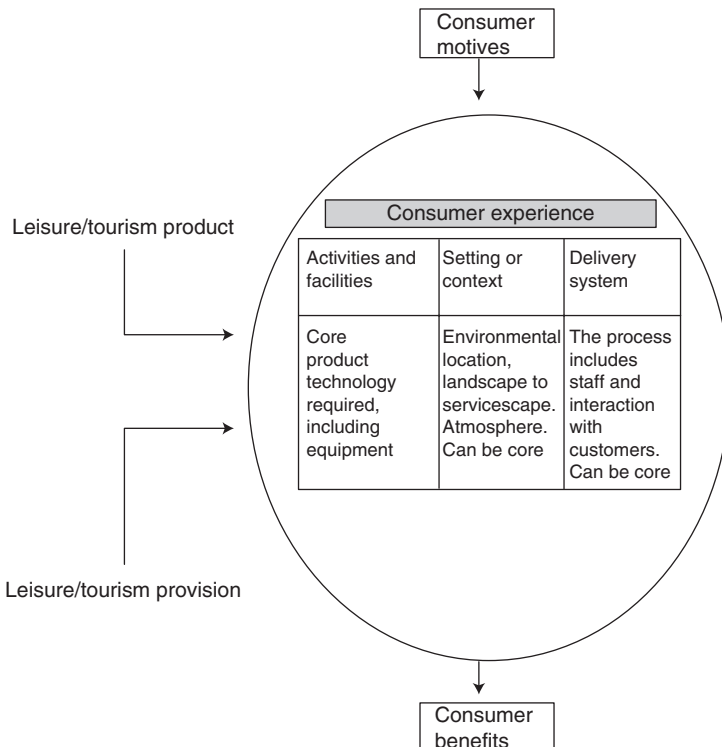 Consumer
motives
Leisure/tourism product
Consumer experience
Activities and
facilities
Setting or
context
Delivery
system
Core
product
technology
required,
including
equipment
Environmental
location,
landscape to
servicescape.
Atmosphere.
Can be core
The process
includes
staff and
interaction
with
customers.
Can be core
Leisure/tourism provision
Consumer
benefits